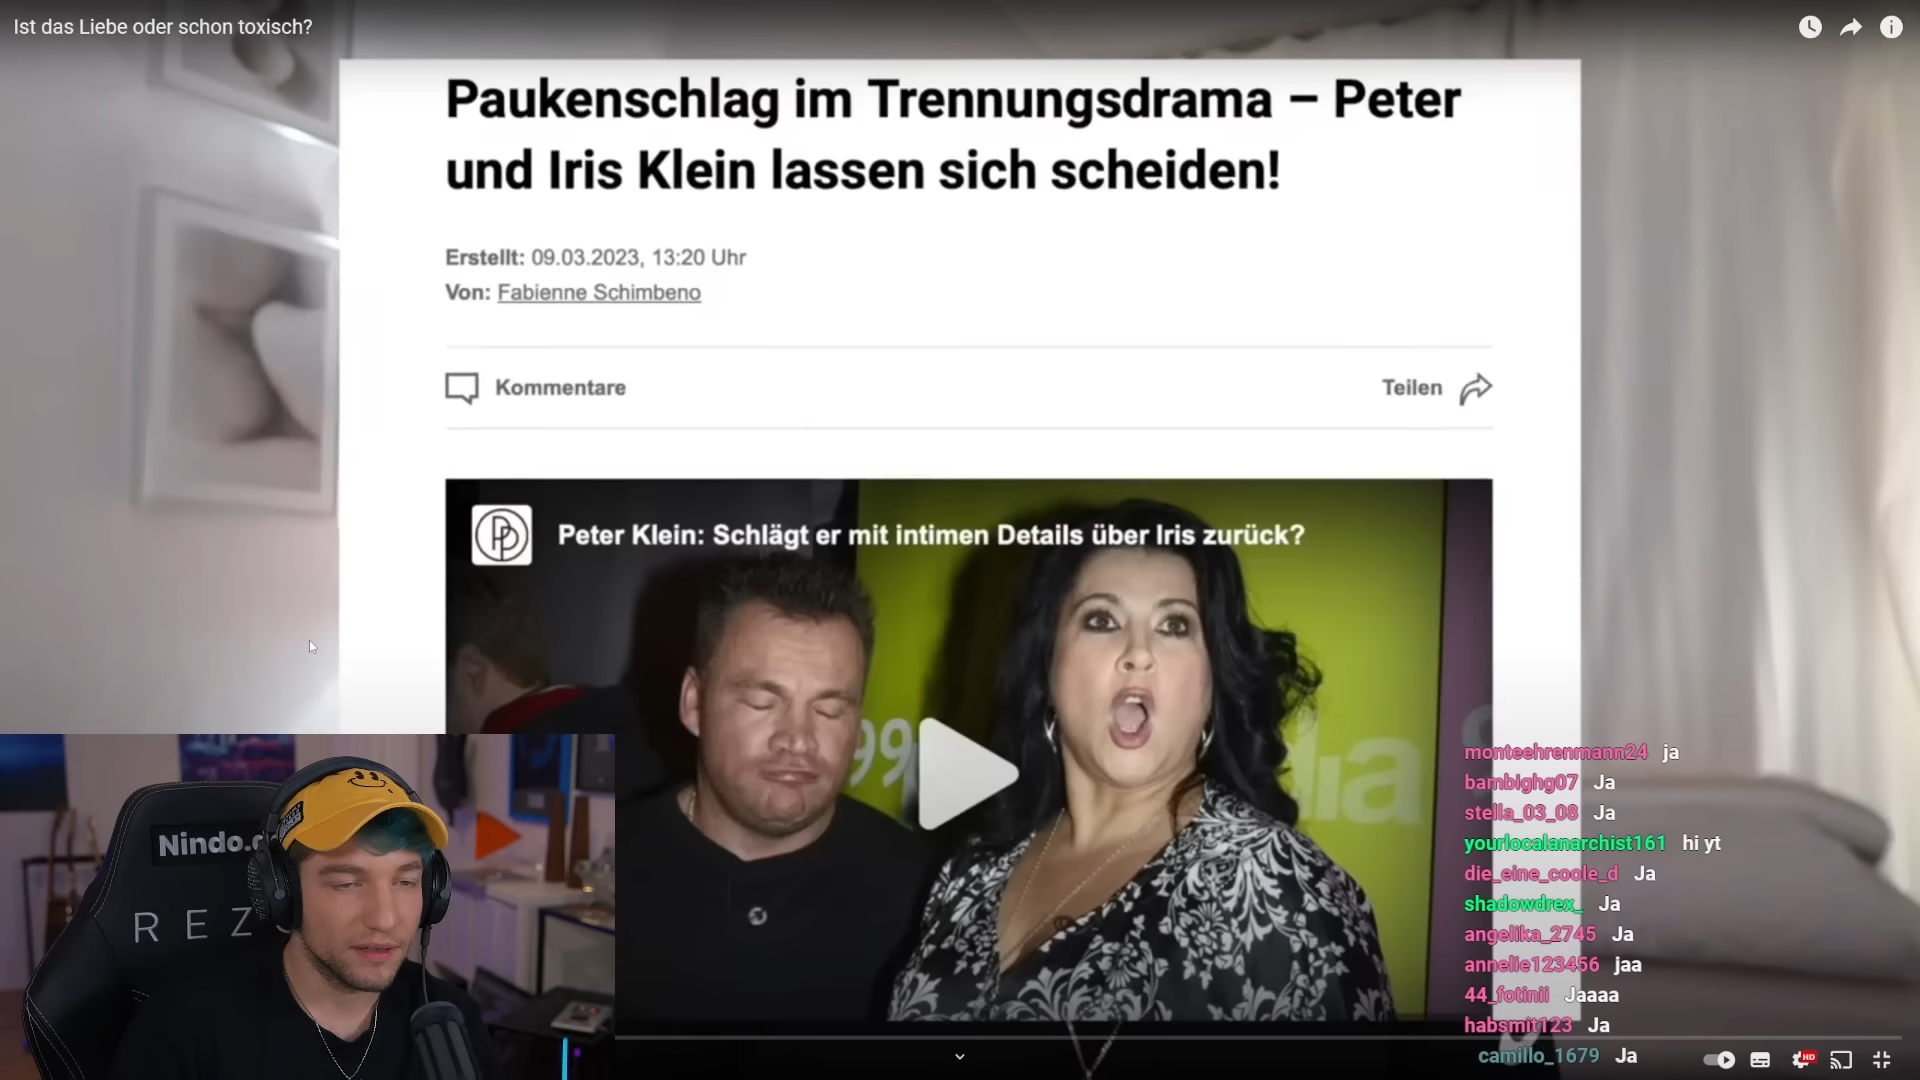 Ist das Liebe oder schon toxisch?
Paukenschlag im Trennungsdrama – Peter
und Iris Klein lassen sich scheiden!
Erstellt: 09.03.2023, 13:20 Uhr
Von: Fabienne Schimbeno
Kommentare
Teilen
Peter Klein: Schlägt er mit intimen Details über Iris zurück?
99
dia
monteehrenmann24 ja
bambighg07 Ja
stella_03_08 Ja
yourlocalanarchist161 hi yt
die_eine_coole_d Ja
shadowdrex_ Ja
angelika_2745 Ja
annelie123456 jaa
44_fotinii Jaaaa
habsmit123 Ja
camillo_1679 Ja
Nindo.
REZ
HD